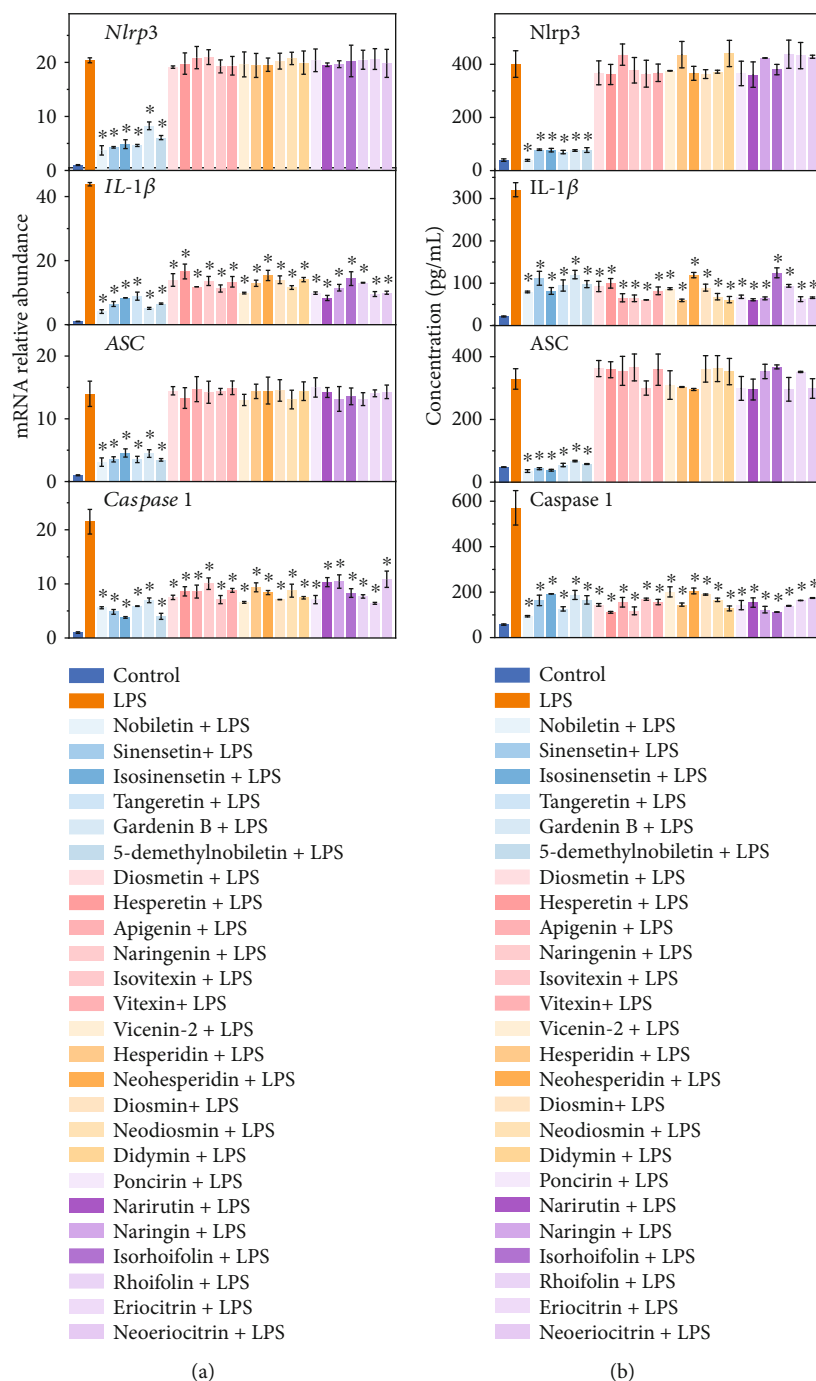 Nlrp3
20
10
0
IL-1β
40
20
0
ASC
20
10
0
Caspase 1
20
10
0
mRNA relative abundance
* * * * * *
* * * * * * * * * * * * * * * * * * * * * * * * *
* * * * * *
* * * * * * * * * * * * * * * * * * * * * * * * *
Control
LPS
Nobiletin + LPS
Sinensetin+ LPS
Isosinensetin + LPS
Tangeretin + LPS
Gardenin B + LPS
5-demethylnobiletin + LPS
Diosmetin + LPS
Hesperetin + LPS
Apigenin + LPS
Naringenin + LPS
Isovitexin + LPS
Vitexin+ LPS
Vicenin-2 + LPS
Hesperidin + LPS
Neohesperidin + LPS
Diosmin+ LPS
Neodiosmin + LPS
Didymin + LPS
Poncirin + LPS
Narirutin + LPS
Naringin + LPS
Isorhoifolin + LPS
Rhoifolin + LPS
Eriocitrin + LPS
Neoeriocitrin + LPS
(a)
Nlrp3
400
200
0
IL-1β
300
200
100
0
ASC
400
200
0
Caspase 1
600
400
200
0
Concentration (pg/mL)
* * * * * *
* * * * * * * * * * * * * * * * * * * * * * * * *
* * * * * *
* * * * * * * * * * * * * * * * * * * * * * * * *
Control
LPS
Nobiletin + LPS
Sinensetin+ LPS
Isosinensetin + LPS
Tangeretin + LPS
Gardenin B + LPS
5-demethylnobiletin + LPS
Diosmetin + LPS
Hesperetin + LPS
Apigenin + LPS
Naringenin + LPS
Isovitexin + LPS
Vitexin+ LPS
Vicenin-2 + LPS
Hesperidin + LPS
Neohesperidin + LPS
Diosmin+ LPS
Neodiosmin + LPS
Didymin + LPS
Poncirin + LPS
Narirutin + LPS
Naringin + LPS
Isorhoifolin + LPS
Rhoifolin + LPS
Eriocitrin + LPS
Neoeriocitrin + LPS
(b)